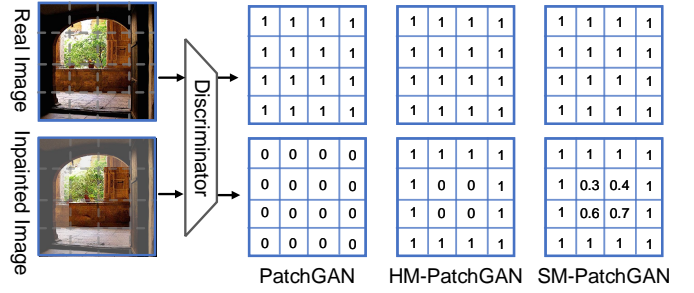 Real Image
Inpainted Image
Discriminator
1 1 1 1
1 1 1 1
1 1 1 1
1 1 1 1
1 1 1 1
1 1 1 1
1 1 1 1
1 1 1 1
1 1 1 1
1 1 1 1
1 1 1 1
1 1 1 1
0 0 0 0
0 0 0 0
0 0 0 0
0 0 0 0
1 1 1 1
1 0 0 1
1 0 0 1
1 1 1 1
1 1 1 1
1 0.3 0.4 1
1 0.6 0.7 1
1 1 1 1
PatchGAN
HM-PatchGAN
SM-PatchGAN